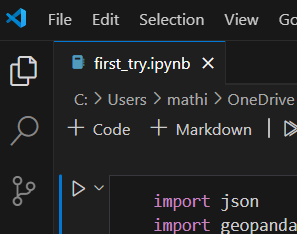 File Edit Selection View Go
first_try.ipynb
C: > Users > mathi > OneDrive
+ Code + Markdown
import json
import geopanda